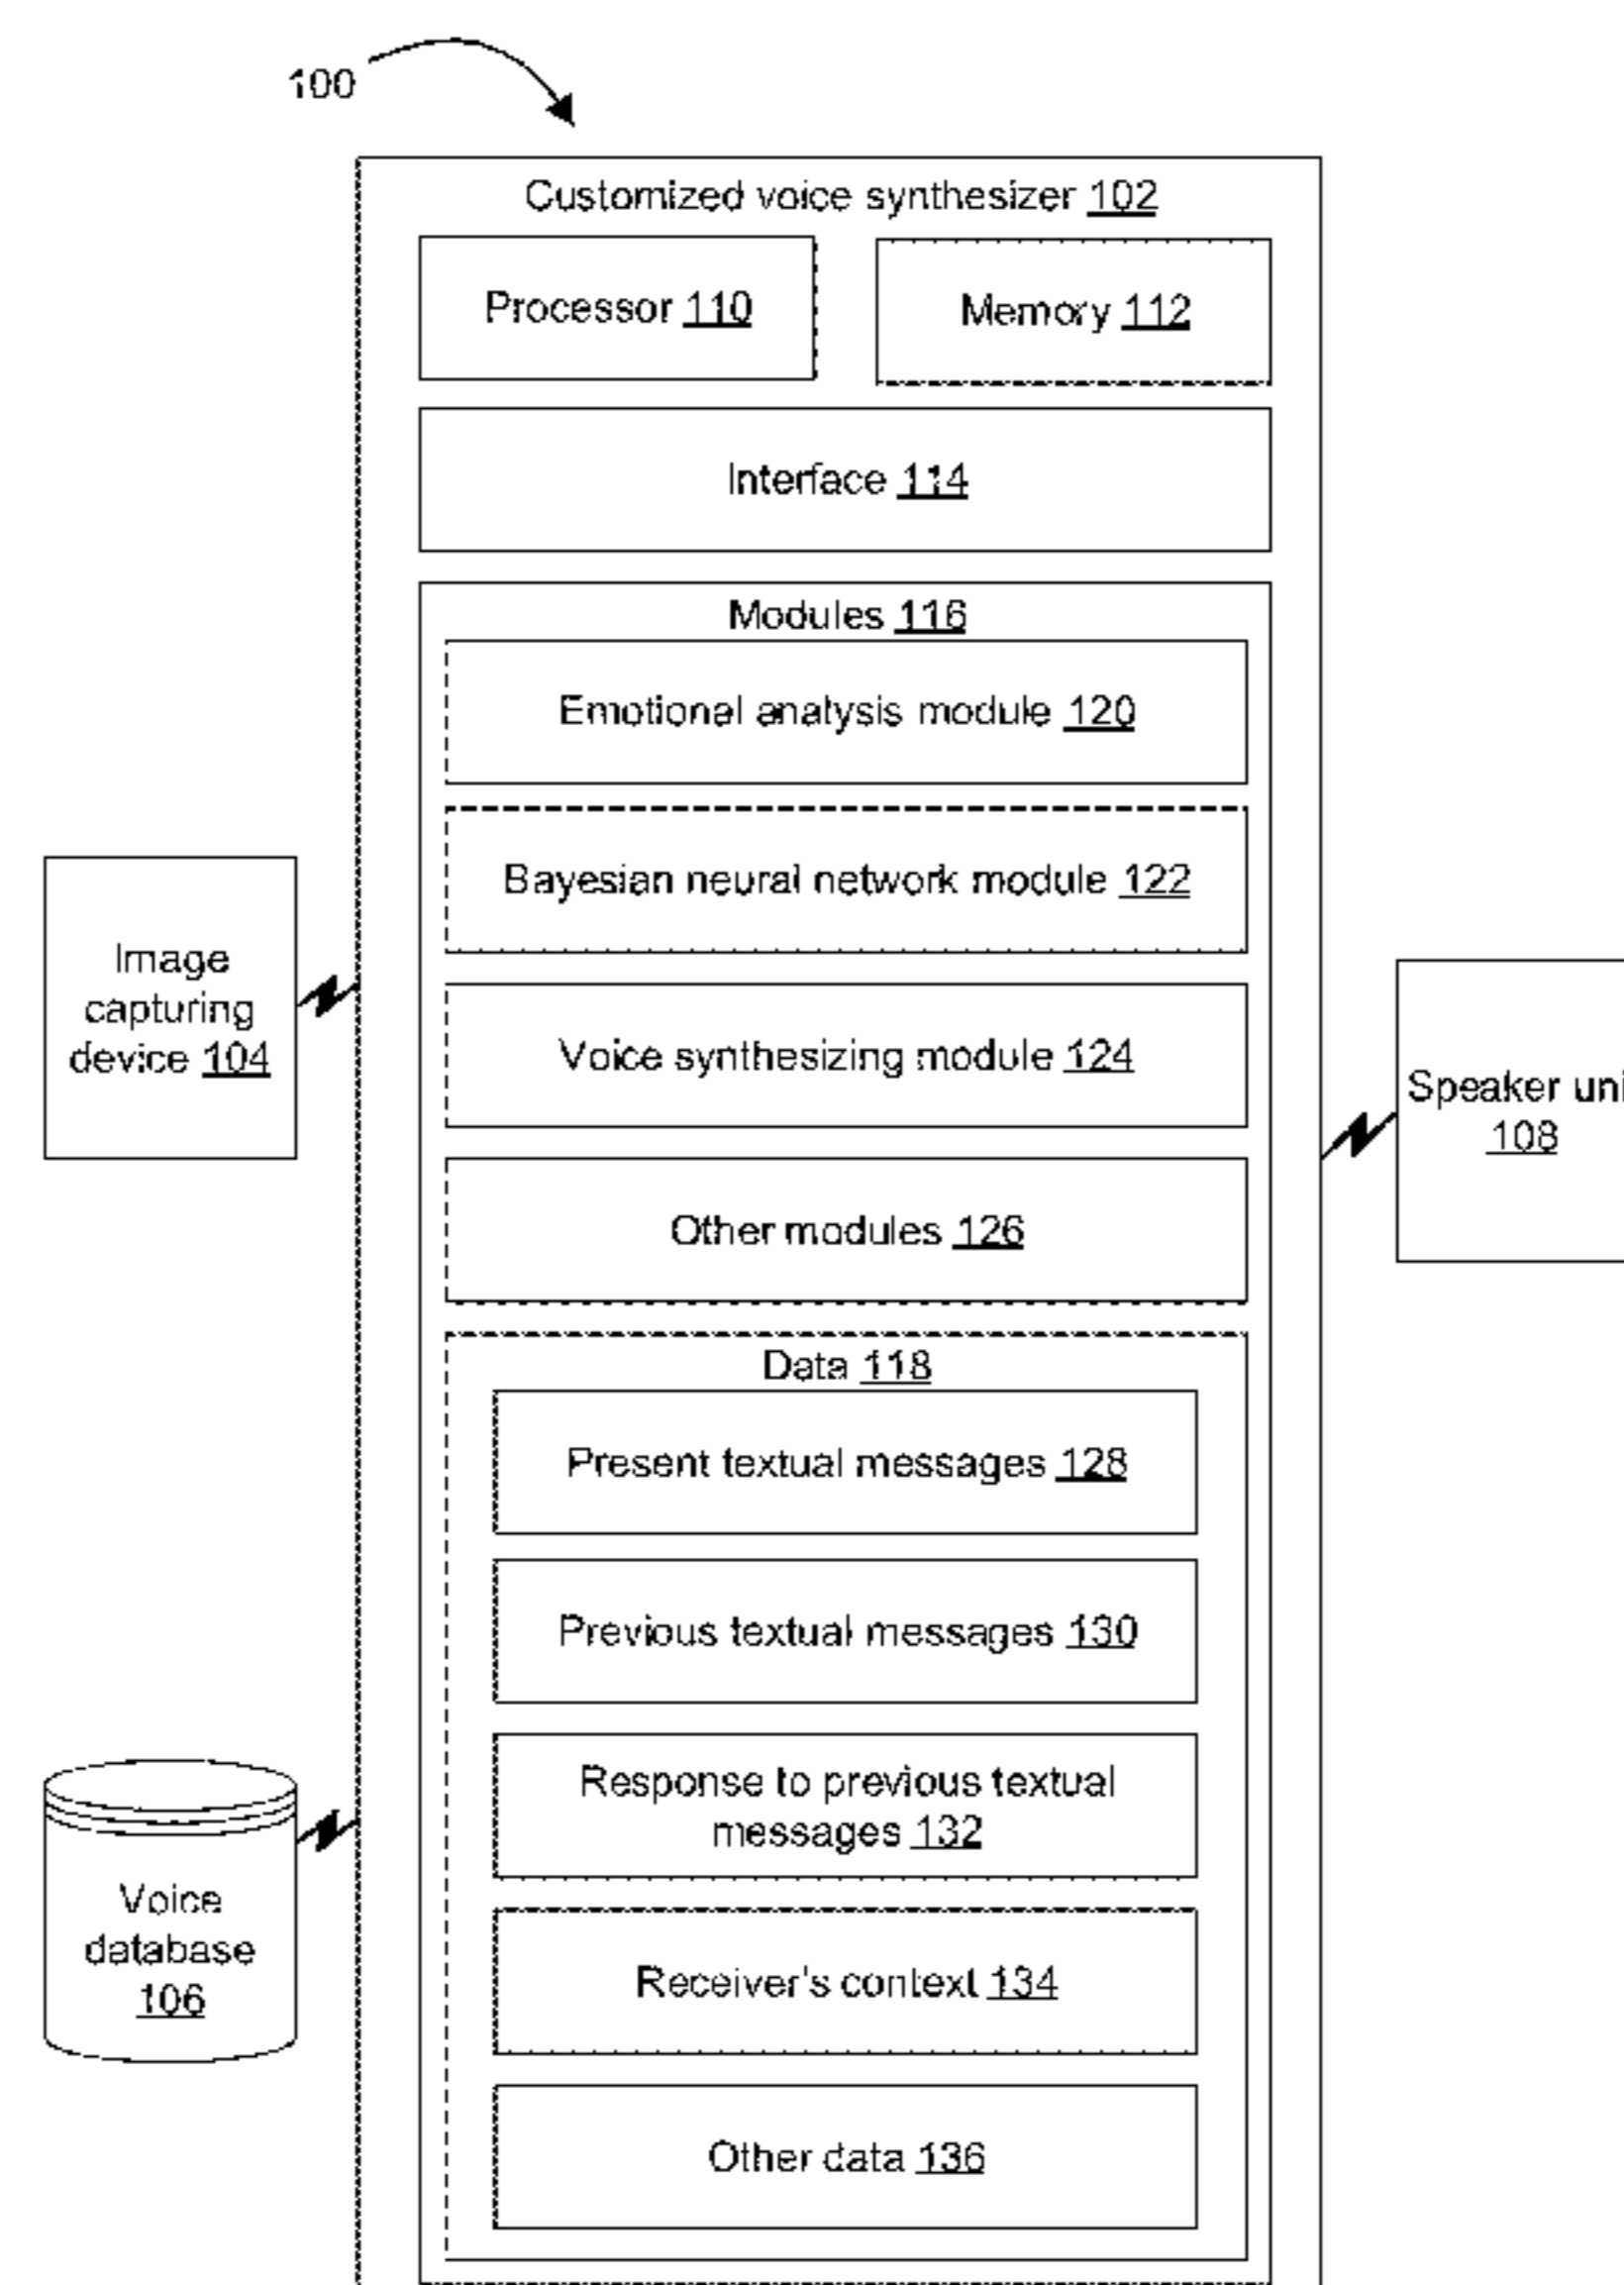 100
Customized voice synthesizer 102
Processor 110
Memory 112
Interface 114
Modules 116
Emotional analysis module 120
Bayesian neural network module 122
Image
capturing
device 104
Voice synthesizing module 124
Speaker uni
108
Other modules 126
Data 118
Present textual messages 128
Previous textual messages 130
Response to previous textual
messages 132
Voice
database
106
Receiver's context 134
Other data 136